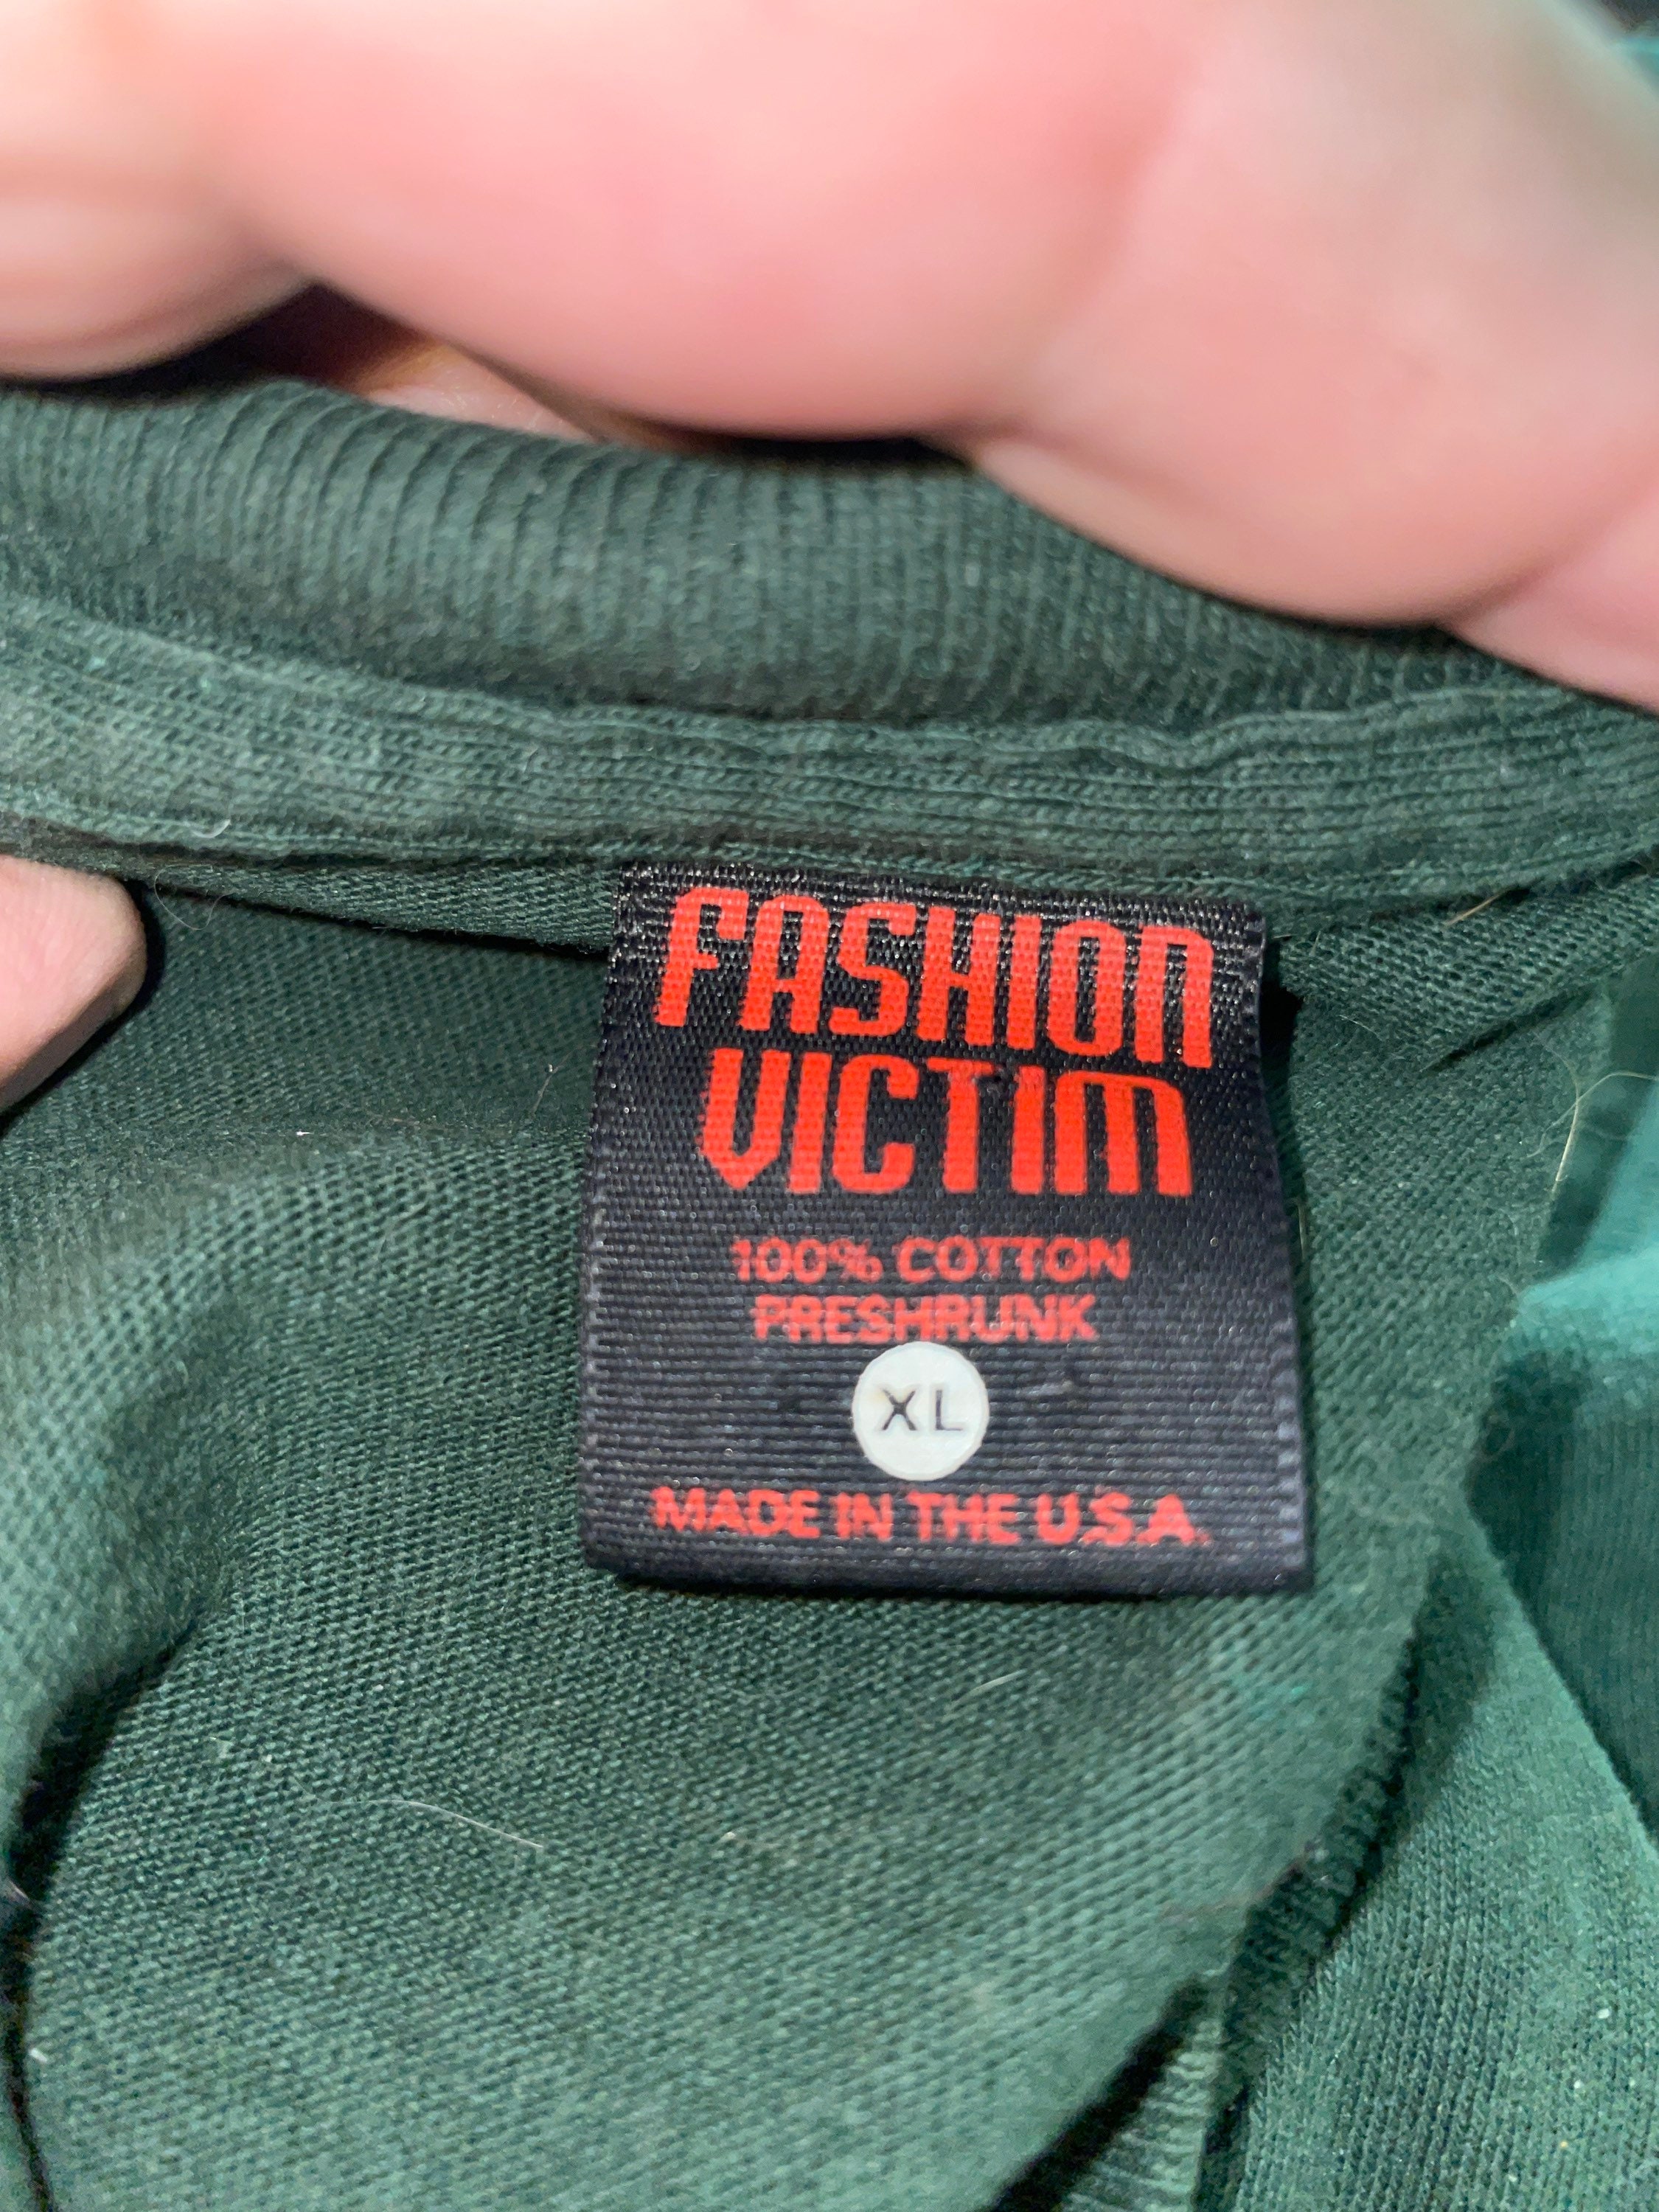 FASHION
VICTIM
100% COTTON
PRESHRUNK
XL
MADE IN THE U.S.A.